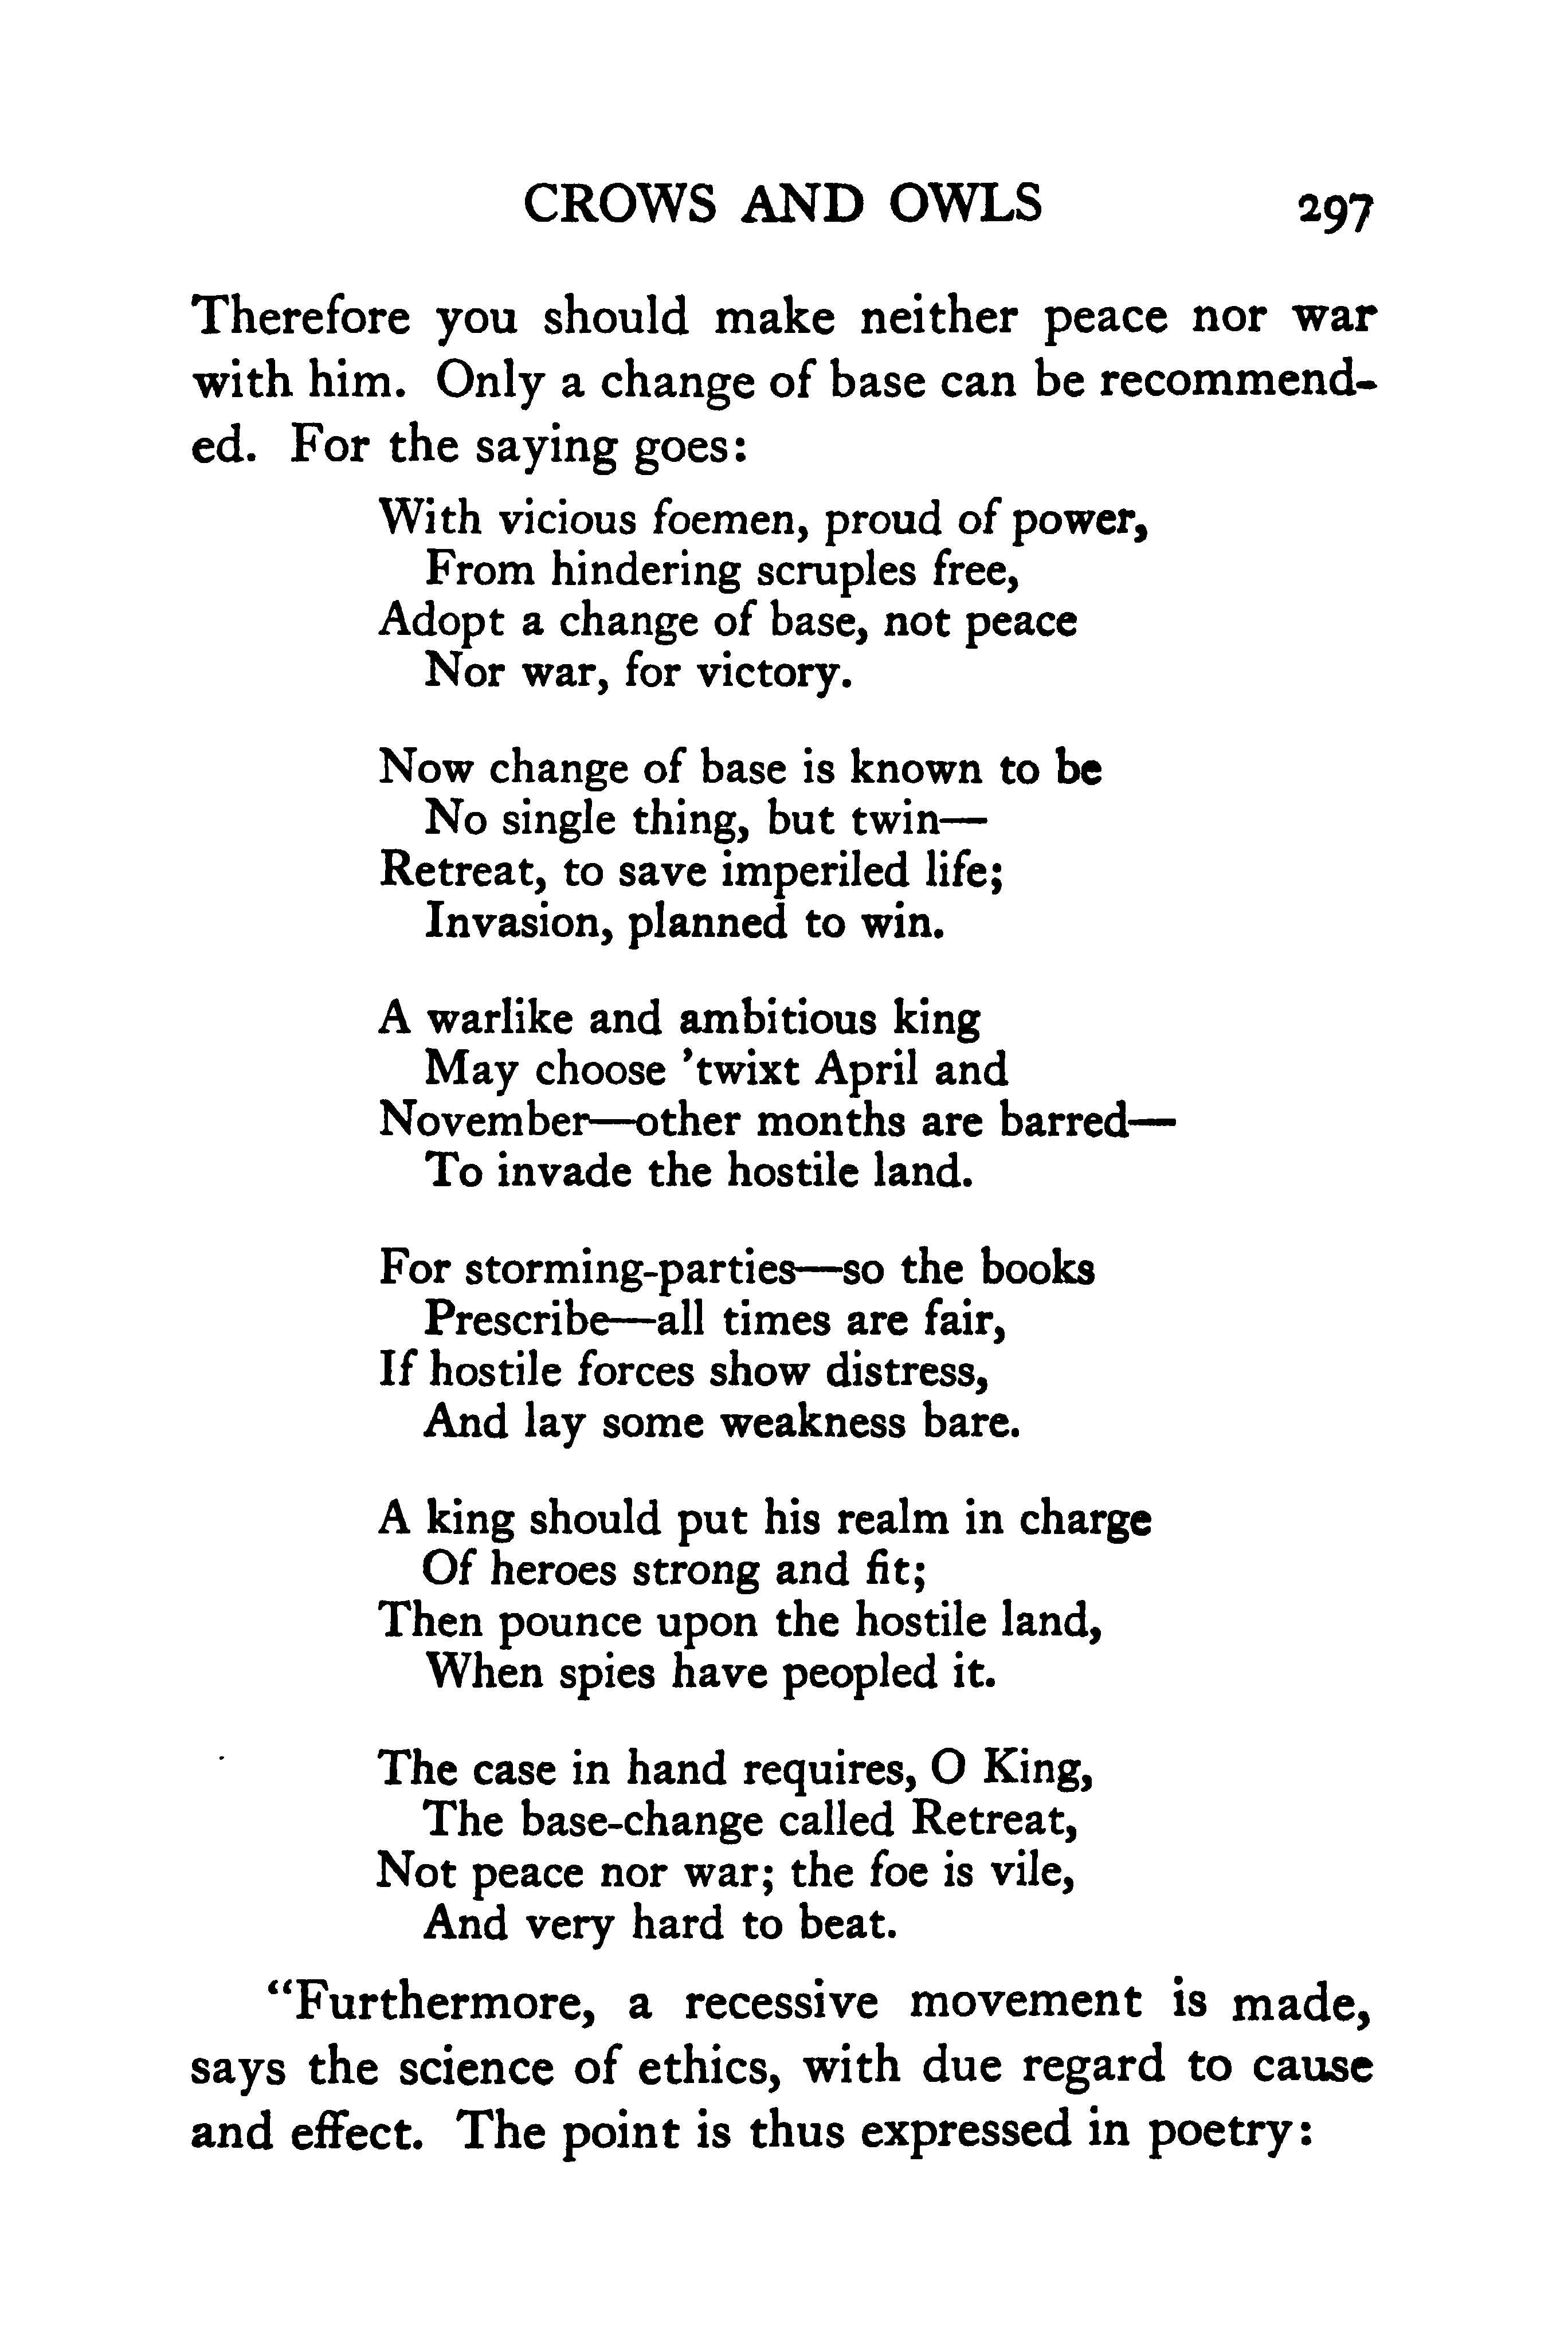 CROWS AND OWLS 297
Therefore you should make neither peace nor war
with him. Only a change of base can be recommend-
ed. For the saying goes:
With vicious foemen, proud of power,
From hindering scruples free,
Adopt a change of base, not peace
Nor war, for victory.
Now change of base is known to be
No single thing, but twin—
Retreat, to save imperiled life;
Invasion, planned to win.
A warlike and ambitious king
May choose ’twixt April and
November—other months are barred—
To invade the hostile land.
For storming-parties—so the books
Prescribe—all times are fair,
If hostile forces show distress,
And lay some weakness bare.
A king should put his realm in charge
Of heroes strong and fit;
Then pounce upon the hostile land,
When spies have peopled it.
The case in hand requires, O King,
The base-change called Retreat,
Not peace nor war; the foe is vile,
And very hard to beat.
“Furthermore, a recessive movement is made,
says the science of ethics, with due regard to cause
and effect. The point is thus expressed in poetry: